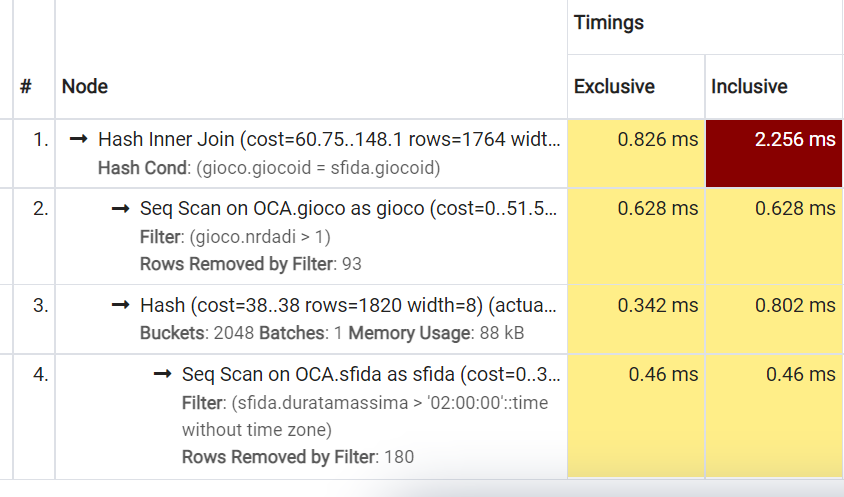 Timings
# Node Exclusive Inclusive
1. → Hash Inner Join (cost=60.75..148.1 rows=1764 widt... 0.826 ms 2.256 ms
Hash Cond: (gioco.giocoid = sfida.giocoid)
2. → Seq Scan on OCA.gioco as gioco (cost=0..51.5... 0.628 ms 0.628 ms
Filter: (gioco.nrdadi > 1)
Rows Removed by Filter: 93
3. → Hash (cost=38..38 rows=1820 width=8) (actua... 0.342 ms 0.802 ms
Buckets: 2048 Batches: 1 Memory Usage: 88 kB
4. → Seq Scan on OCA.sfida as sfida (cost=0..3... 0.46 ms 0.46 ms
Filter: (sfida.duratamassima > '02:00:00'::time
without time zone)
Rows Removed by Filter: 180